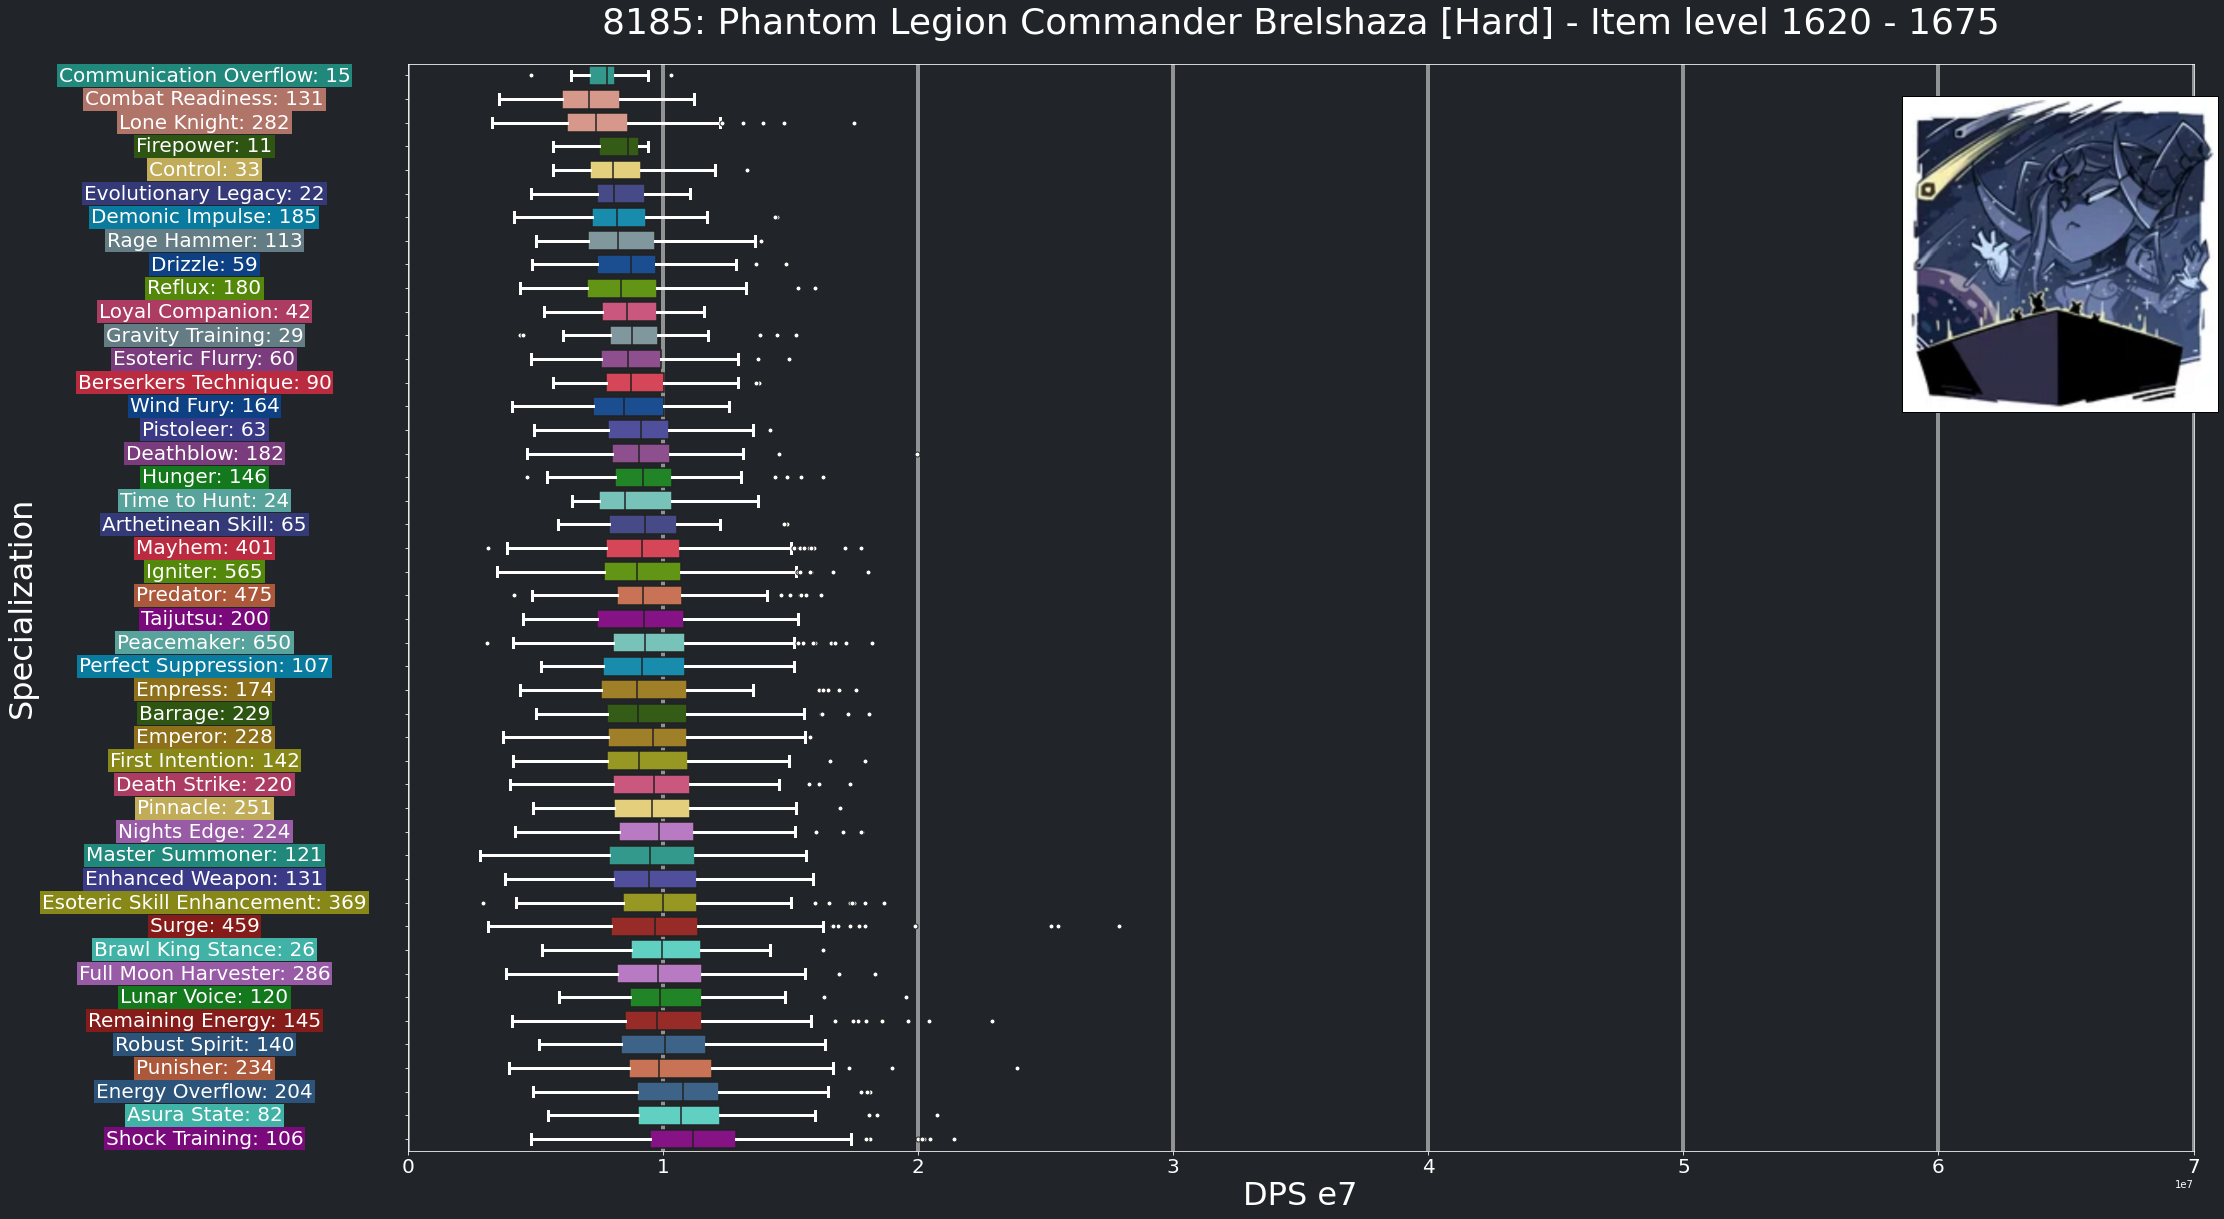 8185: Phantom Legion Commander Brelshaza [Hard] - Item level 1620 - 1675
Specialization
Communication Overflow: 15
Combat Readiness: 131
Lone Knight: 282
Firepower: 11
Control: 33
Evolutionary Legacy: 22
Demonic Impulse: 185
Rage Hammer: 113
Drizzle: 59
Reflux: 180
Loyal Companion: 42
Gravity Training: 29
Esoteric Flurry: 60
Berserkers Technique: 90
Wind Fury: 164
Pistoleer: 63
Deathblow: 182
Hunger: 146
Time to Hunt: 24
Arthetinean Skill: 65
Mayhem: 401
Igniter: 565
Predator: 475
Taijutsu: 200
Peacemaker: 650
Perfect Suppression: 107
Empress: 174
Barrage: 229
Emperor: 228
First Intention: 142
Death Strike: 220
Pinnacle: 251
Nights Edge: 224
Master Summoner: 121
Enhanced Weapon: 131
Esoteric Skill Enhancement: 369
Surge: 459
Brawl King Stance: 26
Full Moon Harvester: 286
Lunar Voice: 120
Remaining Energy: 145
Robust Spirit: 140
Punisher: 234
Energy Overflow: 204
Asura State: 82
Shock Training: 106
0 1 2 3 4 5 6 7
1e7
DPS e7